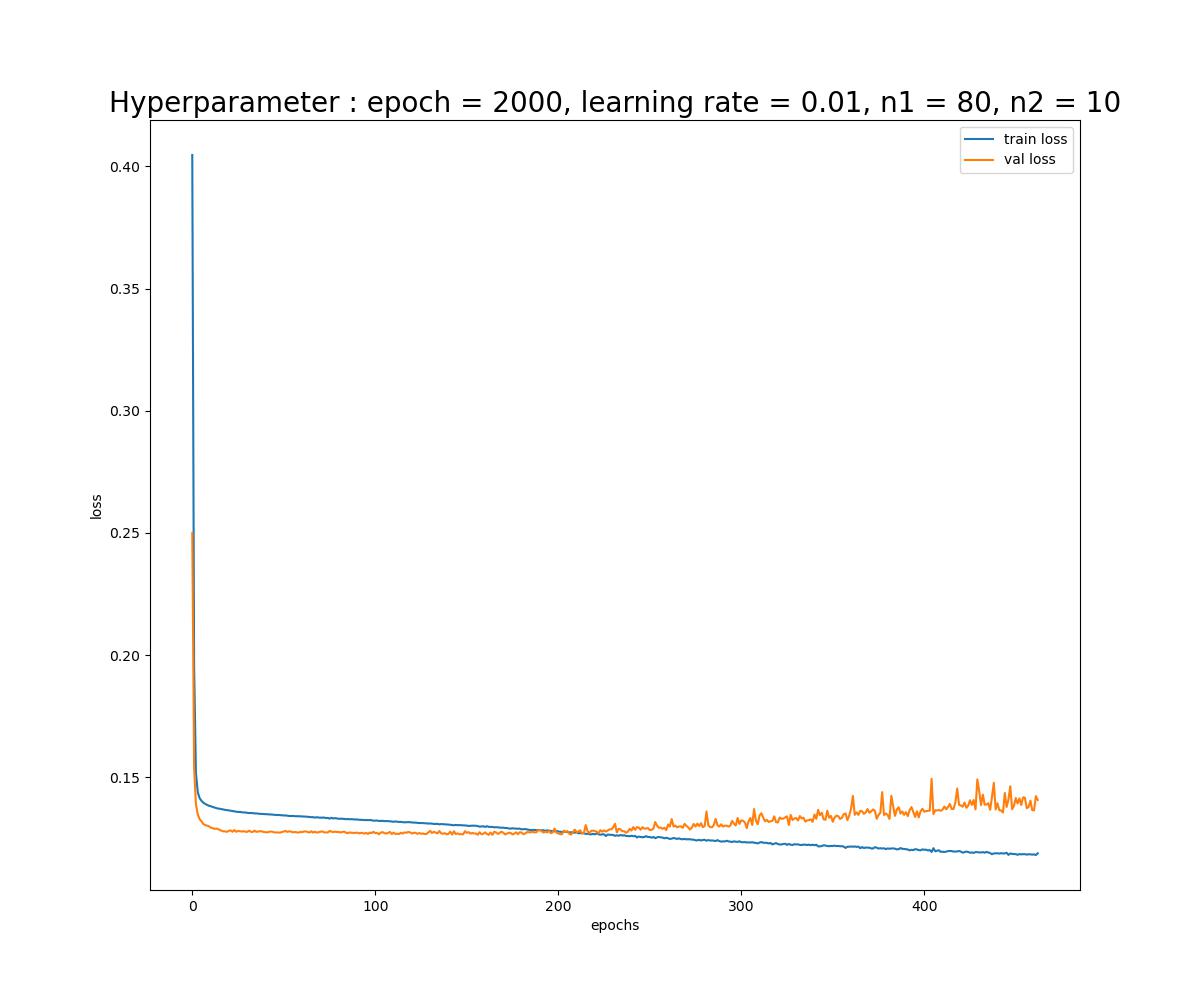 Hyperparameter : epoch = 2000, learning rate = 0.01, n1 = 80, n2 = 10
train loss
val loss
0.40
0.35
0.30
0.25
0.20
0.15
loss
0
100
200
300
400
epochs